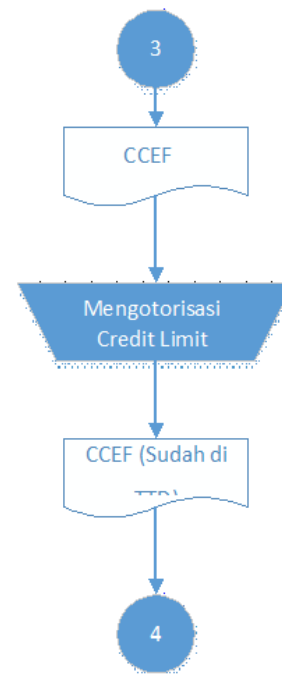 3
CCEF
Mengotorisasi
Credit Limit
CCEF (Sudah di
4